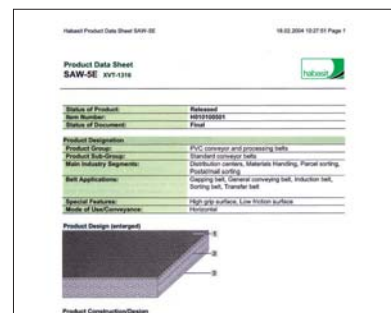 Habasit Product Data Sheet SAW-5E 18.02.2004 10:27:51 Page 1
Product Data Sheet
SAW-5E XVT-1316
habasit
Status of Product: Released
Item Number: H010100501
Status of Document: Final
Product Designation
Product Group: PVC conveyor and processing belts
Product Sub-Group: Standard conveyor belts
Main Industry Segments: Distribution centers, Materials Handling, Parcel sorting,
Postal/mail sorting
Belt Applications: Gapping belt, General conveying belt, Induction belt,
Sorting belt, Transfer belt
Special Features: High grip surface, Low friction surface
Mode of Use/Conveyance: Horizontal
Product Design (enlarged)
1
2
3
Product Construction/Design